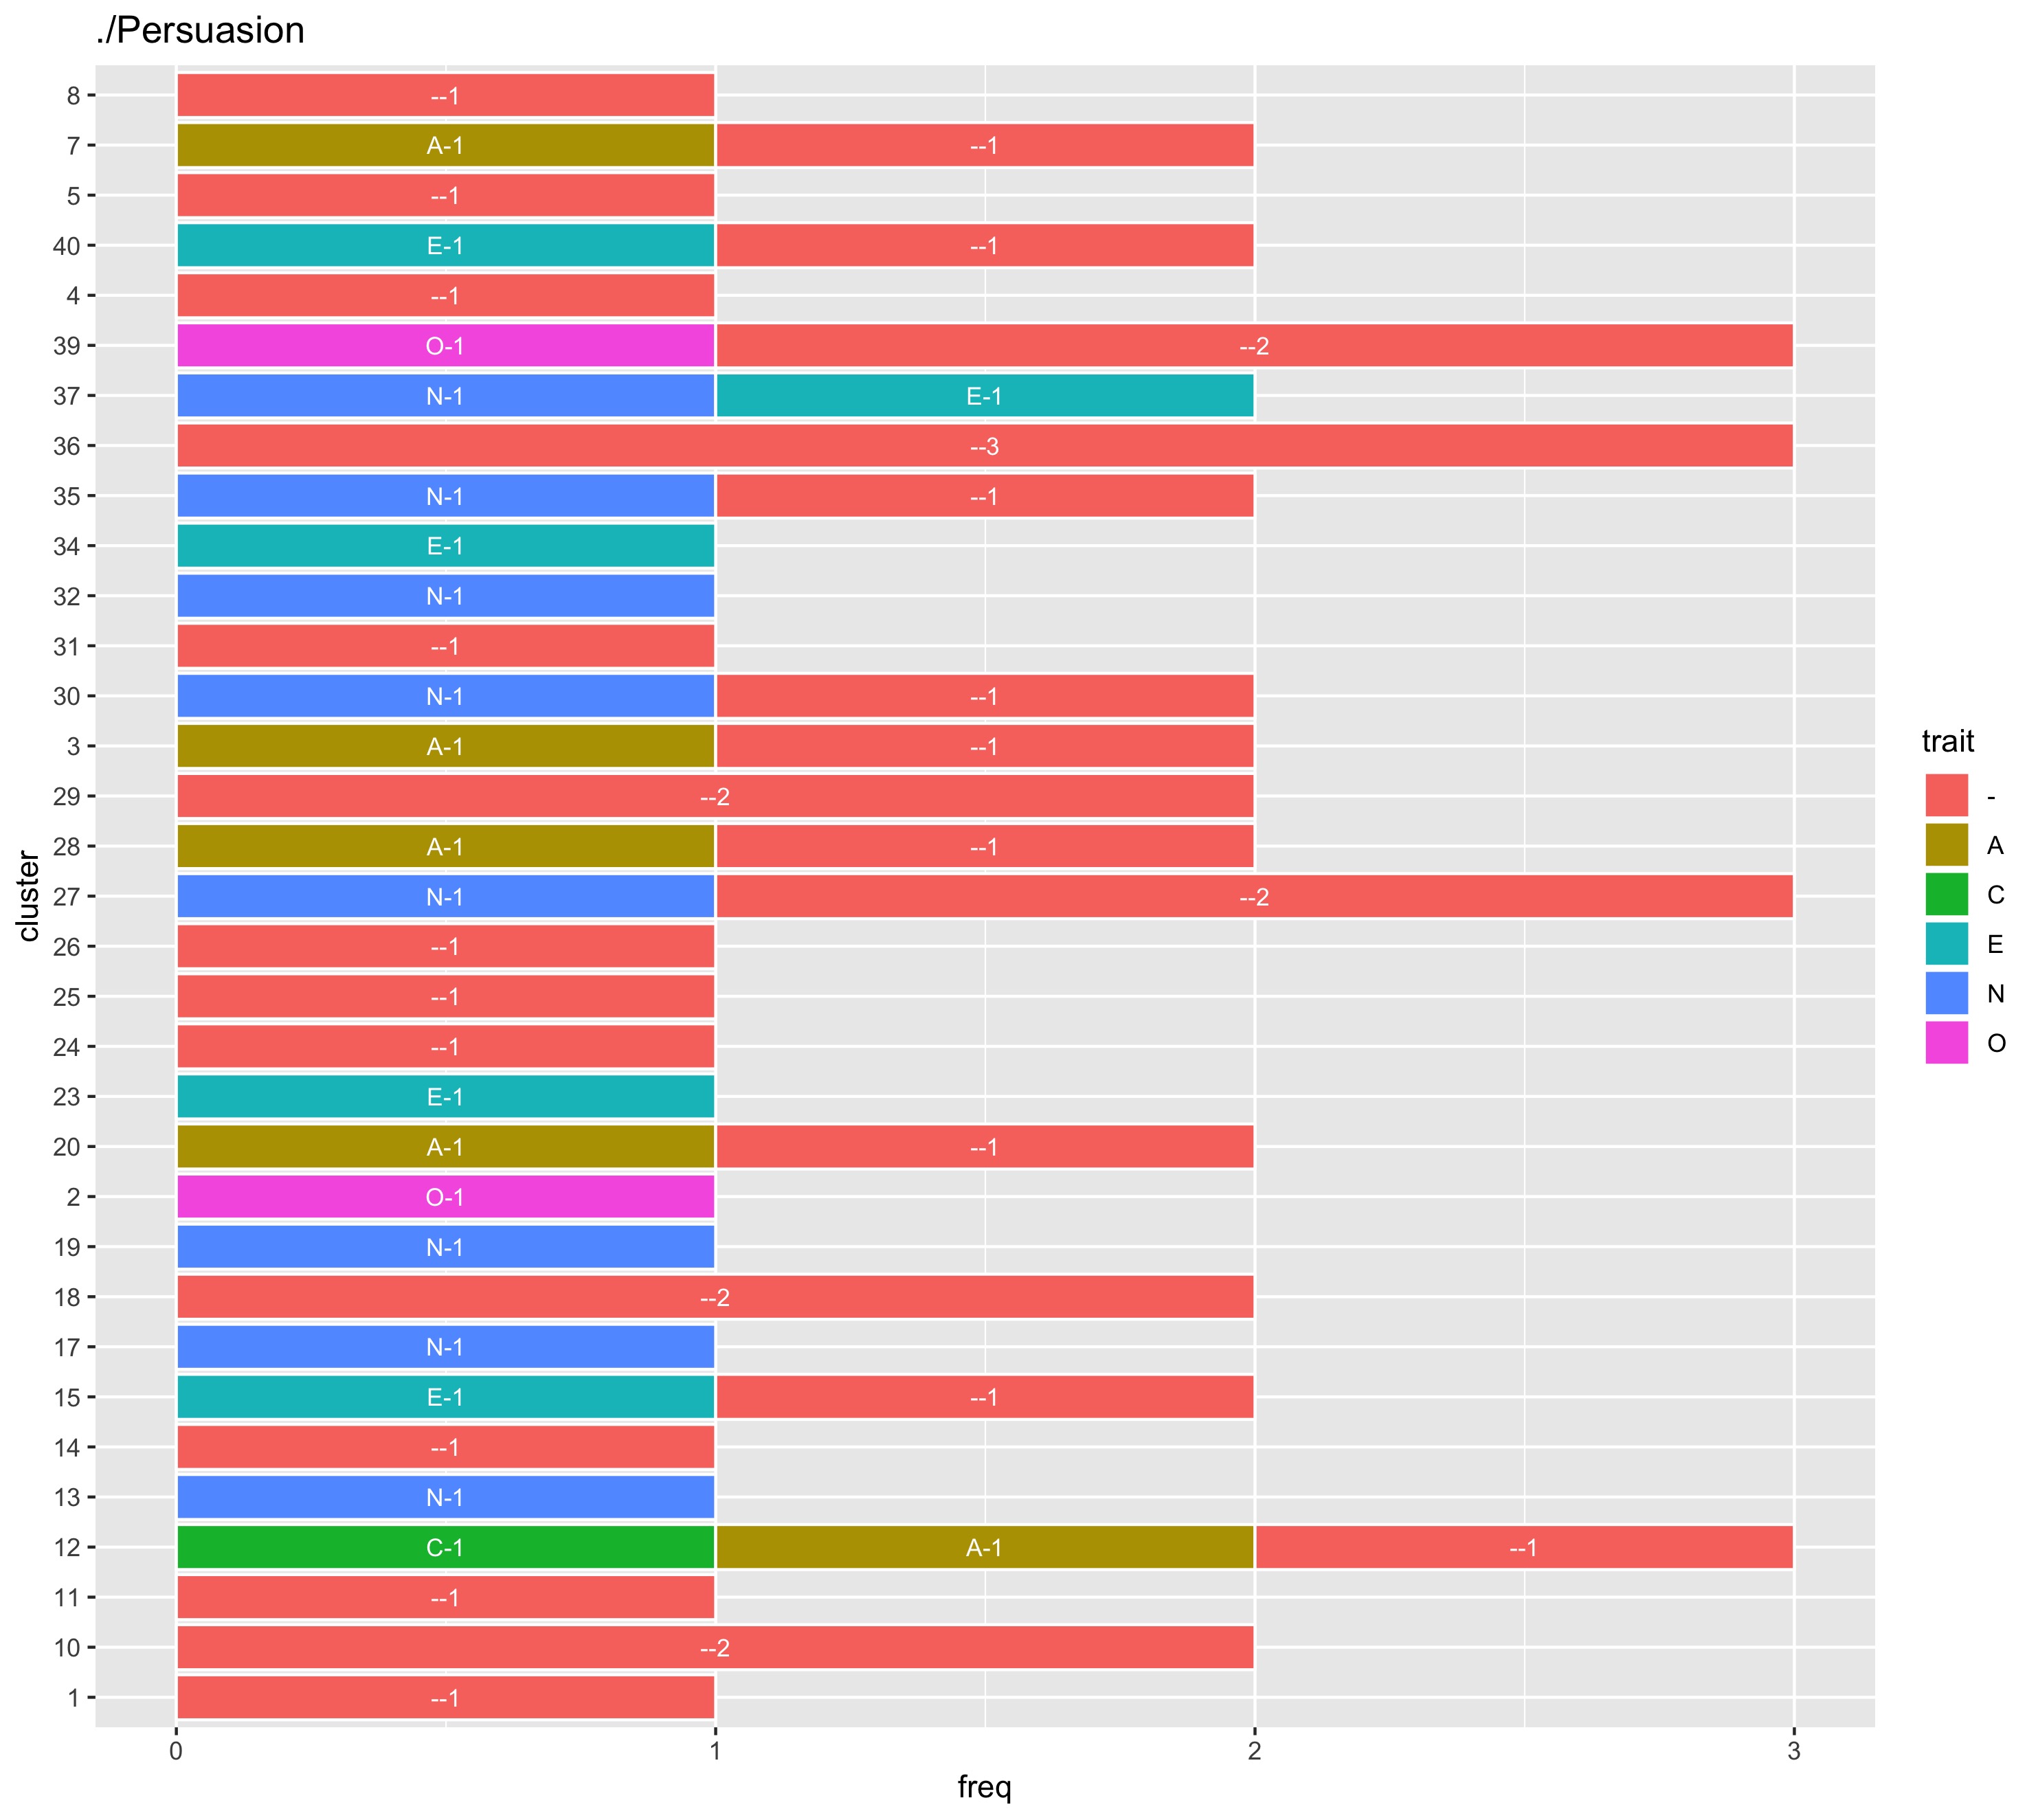 ./Persuasion
8 --1
7 A-1 --1
5 --1
40 E-1 --1
4 --1
39 O-1 --2
37 N-1 E-1
36 --3
35 N-1 --1
34 E-1
32 N-1
31 --1
30 N-1 --1
3 A-1 --1
29 --2
28 A-1 --1
27 N-1 --2
26 --1
25 --1
24 --1
23 E-1
20 A-1 --1
2 O-1
19 N-1
18 --2
17 N-1
15 E-1 --1
14 --1
13 N-1
12 C-1 A-1 --1
11 --1
10 --2
1 --1
0 1 2 3
freq
cluster
trait
-
A
C
E
N
O